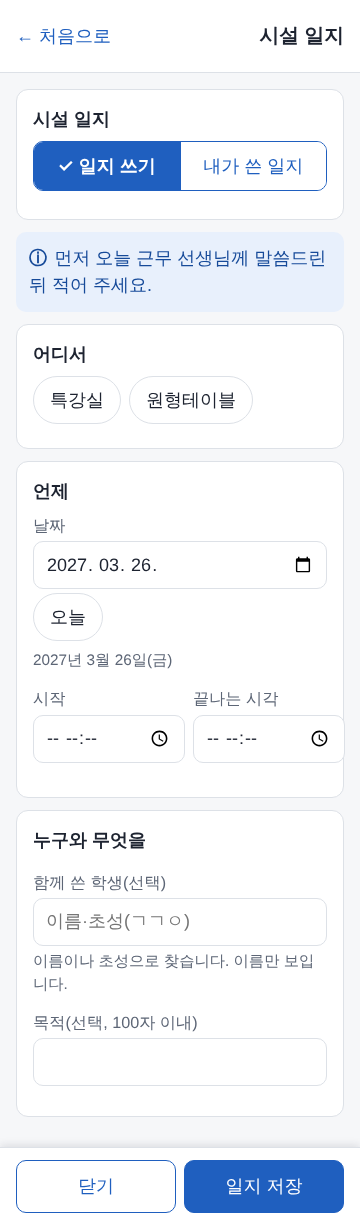 ← 처음으로
시설 일지
시설 일지
✓ 일지 쓰기
내가 쓴 일지
ⓘ 먼저 오늘 근무 선생님께 말씀드린
뒤 적어 주세요.
어디서
특강실
원형테이블
언제
날짜
2027. 03. 26.
오늘
2027년 3월 26일(금)
시작
끝나는 시각
-- --:--
-- --:--
누구와 무엇을
함께 쓴 학생(선택)
이름·초성(ㄱㄱㅇ)
이름이나 초성으로 찾습니다. 이름만 보입
니다.
목적(선택, 100자 이내)
닫기
일지 저장